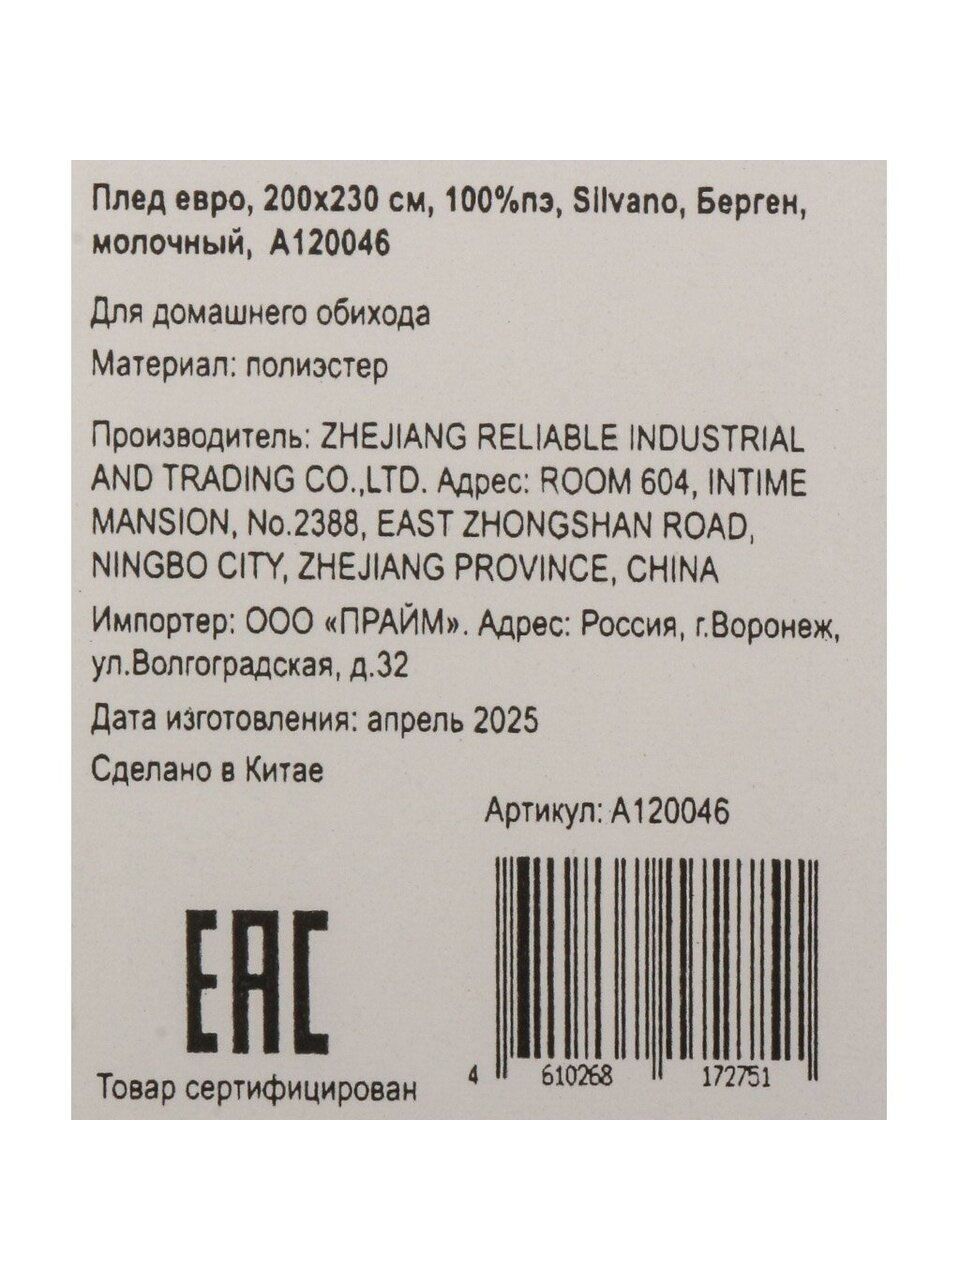 Плед евро, 200x230 см, 100%пэ, Silvano, Берген,
молочный, А120046
Для домашнего обихода
Материал: полиэстер
Производитель: ZHEJIANG RELIABLE INDUSTRIAL
AND TRADING CO.,LTD. Адрес: ROOM 604, INTIME
MANSION, No.2388, EAST ZHONGSHAN ROAD,
NINGBO CITY, ZHEJIANG PROVINCE, CHINA
Импортер: ООО «ПРАЙМ». Адрес: Россия, г.Воронеж,
ул.Волгоградская, д.32
Дата изготовления: апрель 2025
Сделано в Китае
Артикул: А120046
EAC
Товар сертифицирован
4 610268 172751